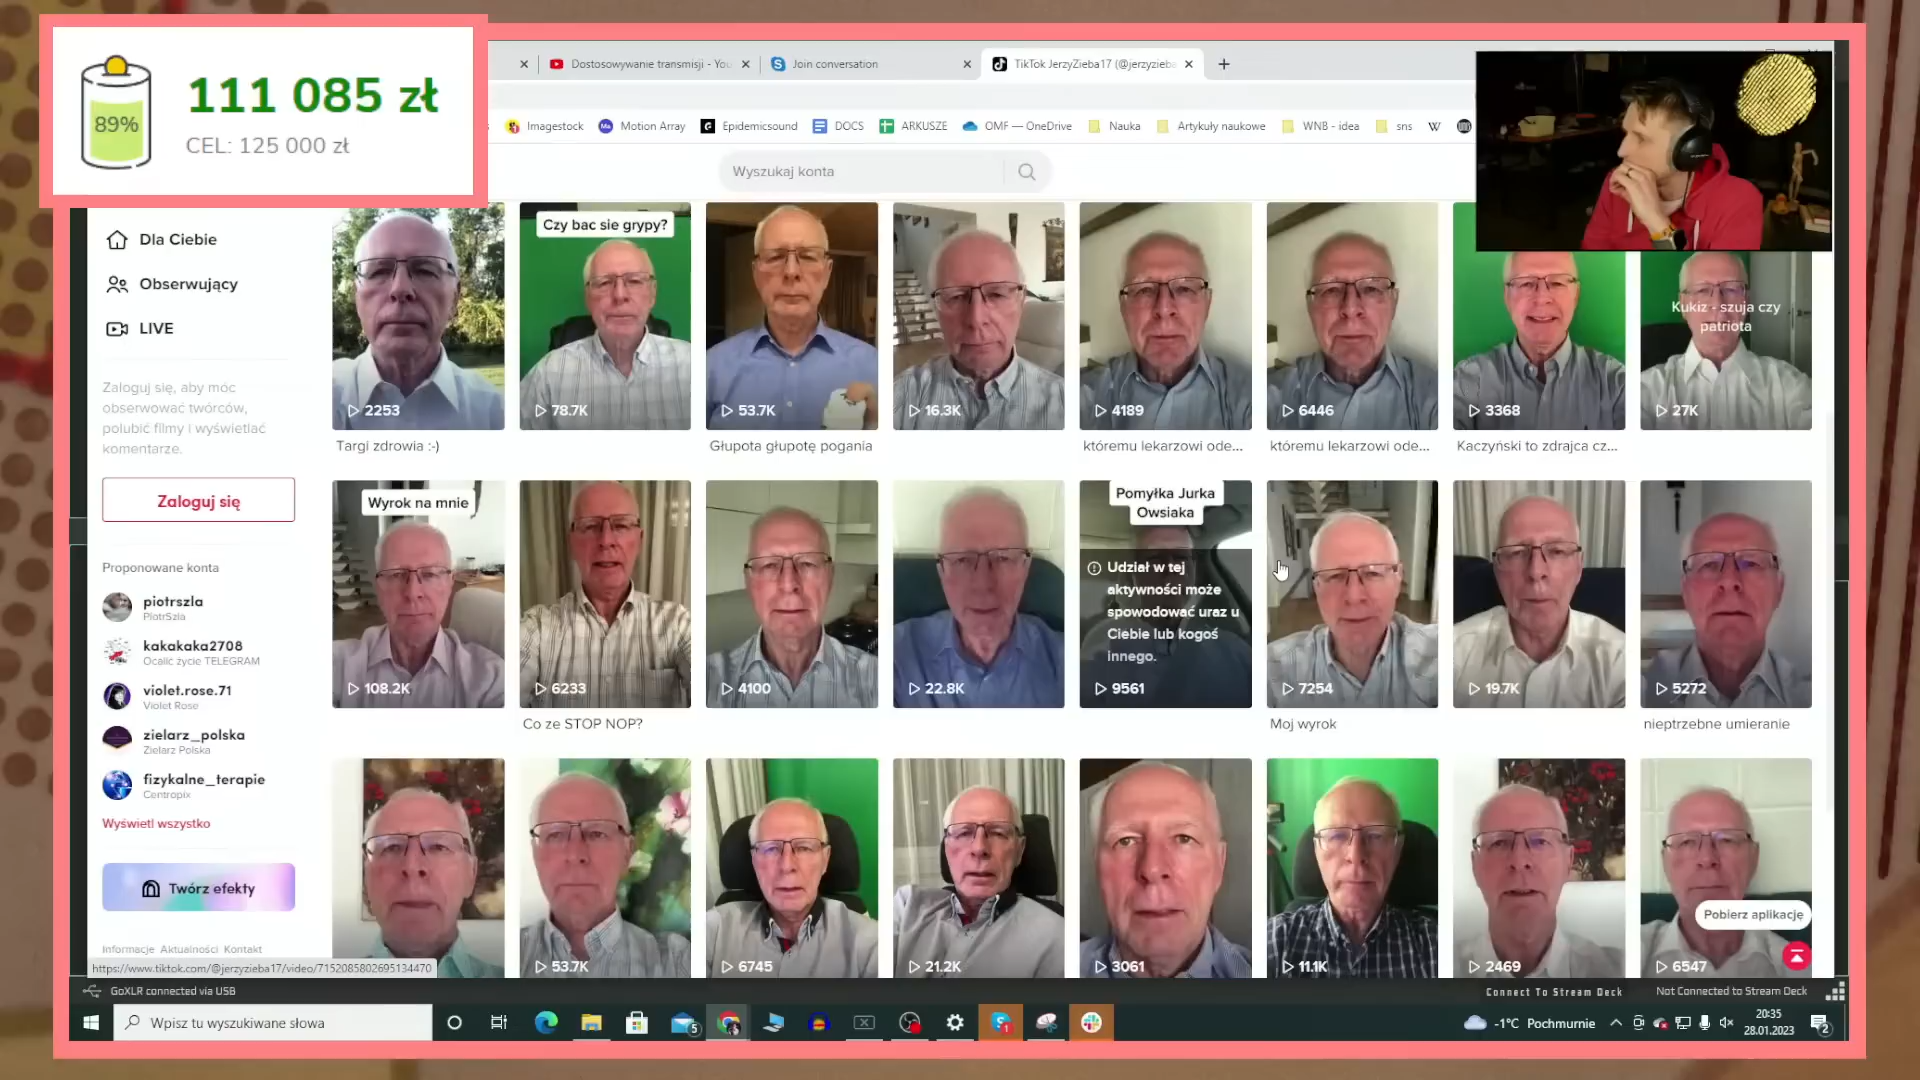 111 085 zł
89%
CEL: 125 000 zł
Dostosowywanie transmisji - You
Join conversation
TikTok JerzyZieba17 (@jerzyzieba
Imagestock
Motion Array
Epidemicsound
DOCS
ARKUSZE
OMF — OneDrive
Nauka
Artykuły naukowe
WNB - idea
sns
W
Wyszukaj konta
Dla Ciebie
Obserwujący
LIVE
Zaloguj się, aby móc
obserwować twórców,
polubić filmy i wyświetlać
komentarze.
Zaloguj się
Proponowane konta
piotrszla
PiotrSzla
kakakaka2708
Ocalić życie TELEGRAM
violet.rose.71
Violet Rose
zielarz_polska
Zielarz Polska
fizykalne_terapie
Centropix
Wyświetl wszystko
Twórz efekty
Informacje Aktualności Kontakt
https://www.tiktok.com/@jerzyzieba17/video/7152085802695134470
Czy bac sie grypy?
Kukiz - szuja czy
patriota
2253
78.7K
53.7K
16.3K
4189
6446
3368
27K
Targi zdrowia :-)
Głupota głupotę pogania
któremu lekarzowi ode...
któremu lekarzowi ode...
Kaczyński to zdrajca cz...
Wyrok na mnie
Pomyłka Jurka
Owsiaka
Udział w tej
aktywności może
spowodować uraz u
Ciebie lub kogoś
innego.
108.2K
6233
4100
22.8K
9561
7254
19.7K
5272
Co ze STOP NOP?
Moj wyrok
nieptrzebne umieranie
53.7K
6745
21.2K
3061
11.1K
2469
6547
Pobierz aplikację
GoXLR connected via USB
Connect To Stream Deck
Not Connected to Stream Deck
Wpisz tu wyszukiwane słowa
5
1
-1°C Pochmurnie
20:35
28.01.2023
2